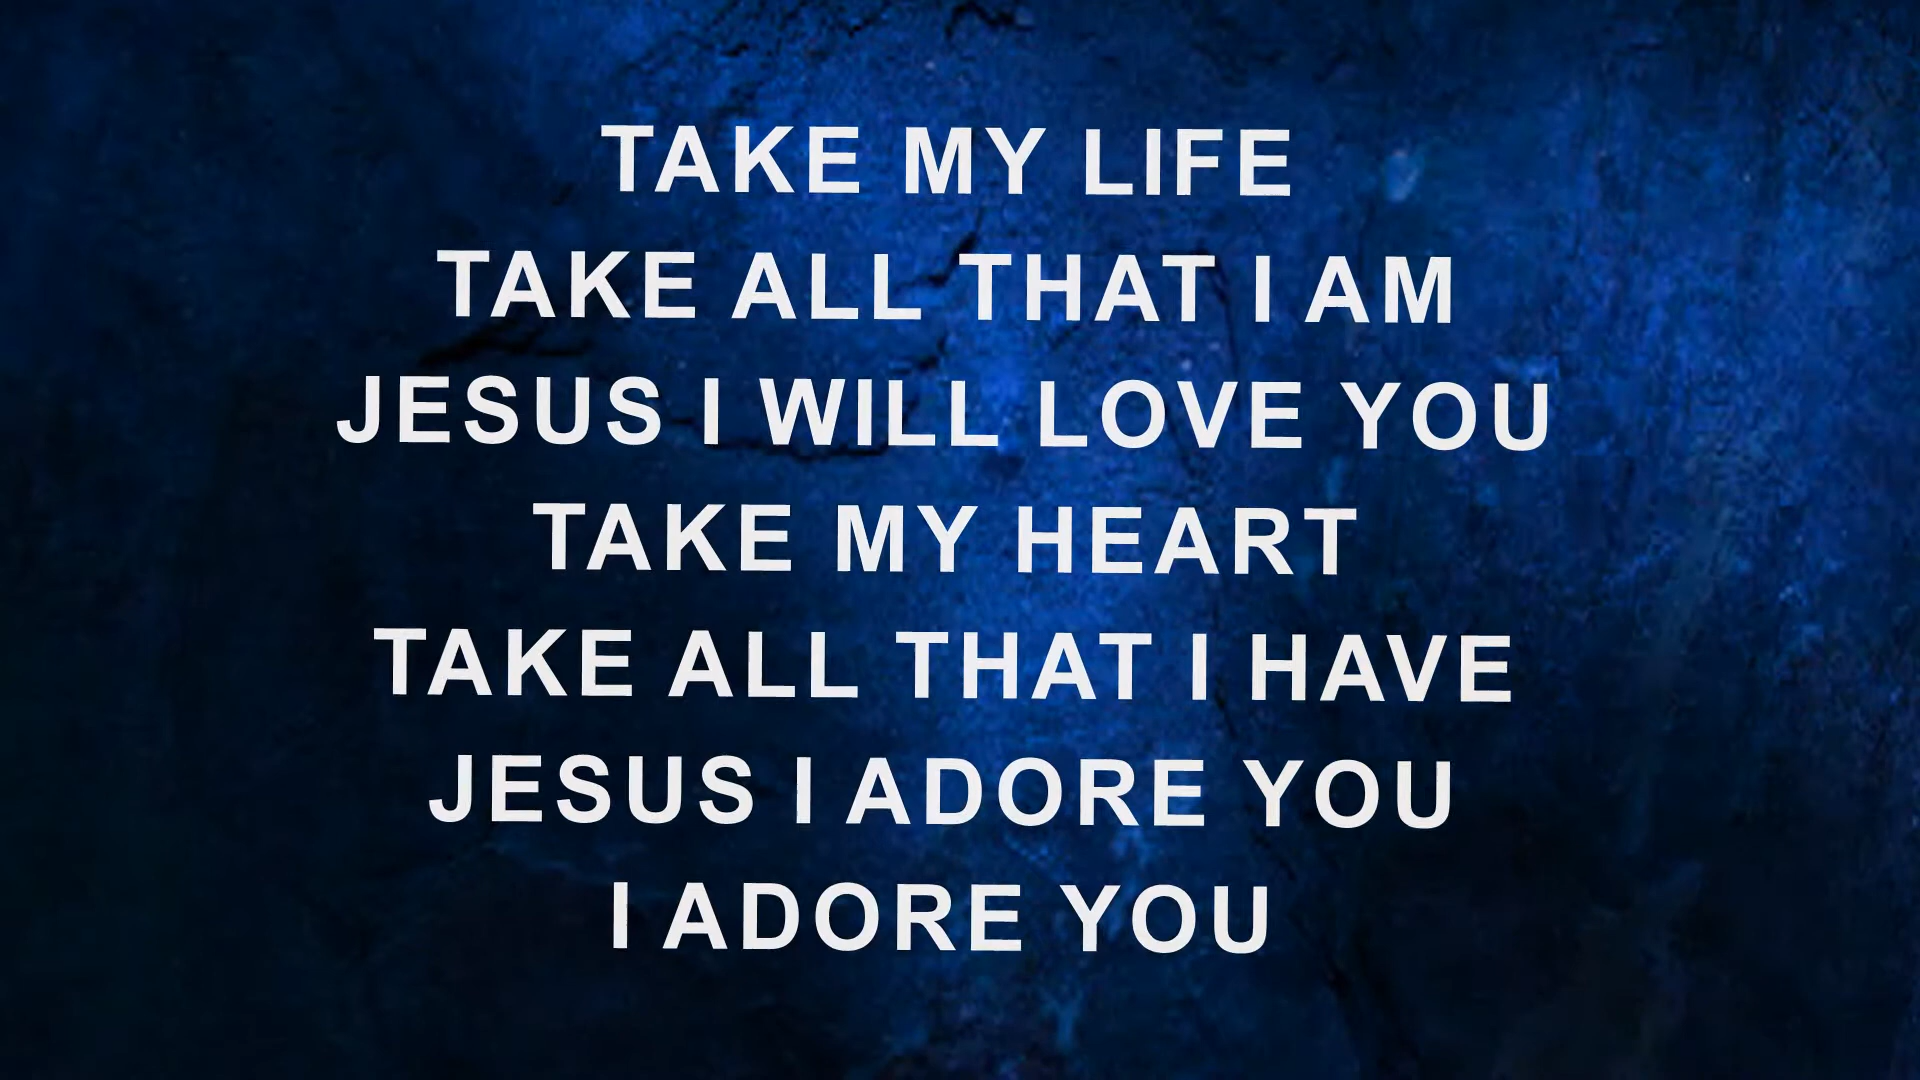 TAKE MY LIFE
TAKE ALL THAT I AM
JESUS I WILL LOVE YOU
TAKE MY HEART
TAKE ALL THAT I HAVE
JESUS I ADORE YOU
I ADORE YOU